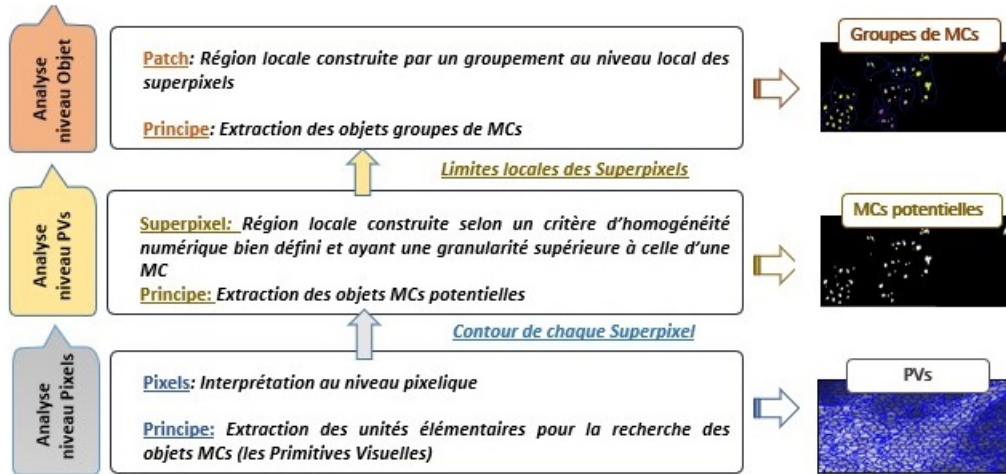 Analyse
niveau Objet
Patch: Région locale construite par un groupement au niveau local des
superpixels
Principe: Extraction des objets groupes de MCs
Groupes de MCs
Limites locales des Superpixels
Analyse
niveau PVs
Superpixel: Région locale construite selon un critère d'homogénéité
numérique bien défini et ayant une granularité supérieure à celle d'une
MC
Principe: Extraction des objets MCs potentielles
MCs potentielles
Contour de chaque Superpixel
Analyse
niveau Pixels
Pixels: Interprétation au niveau pixelique
Principe: Extraction des unités élémentaires pour la recherche des
objets MCs (les Primitives Visuelles)
PVs